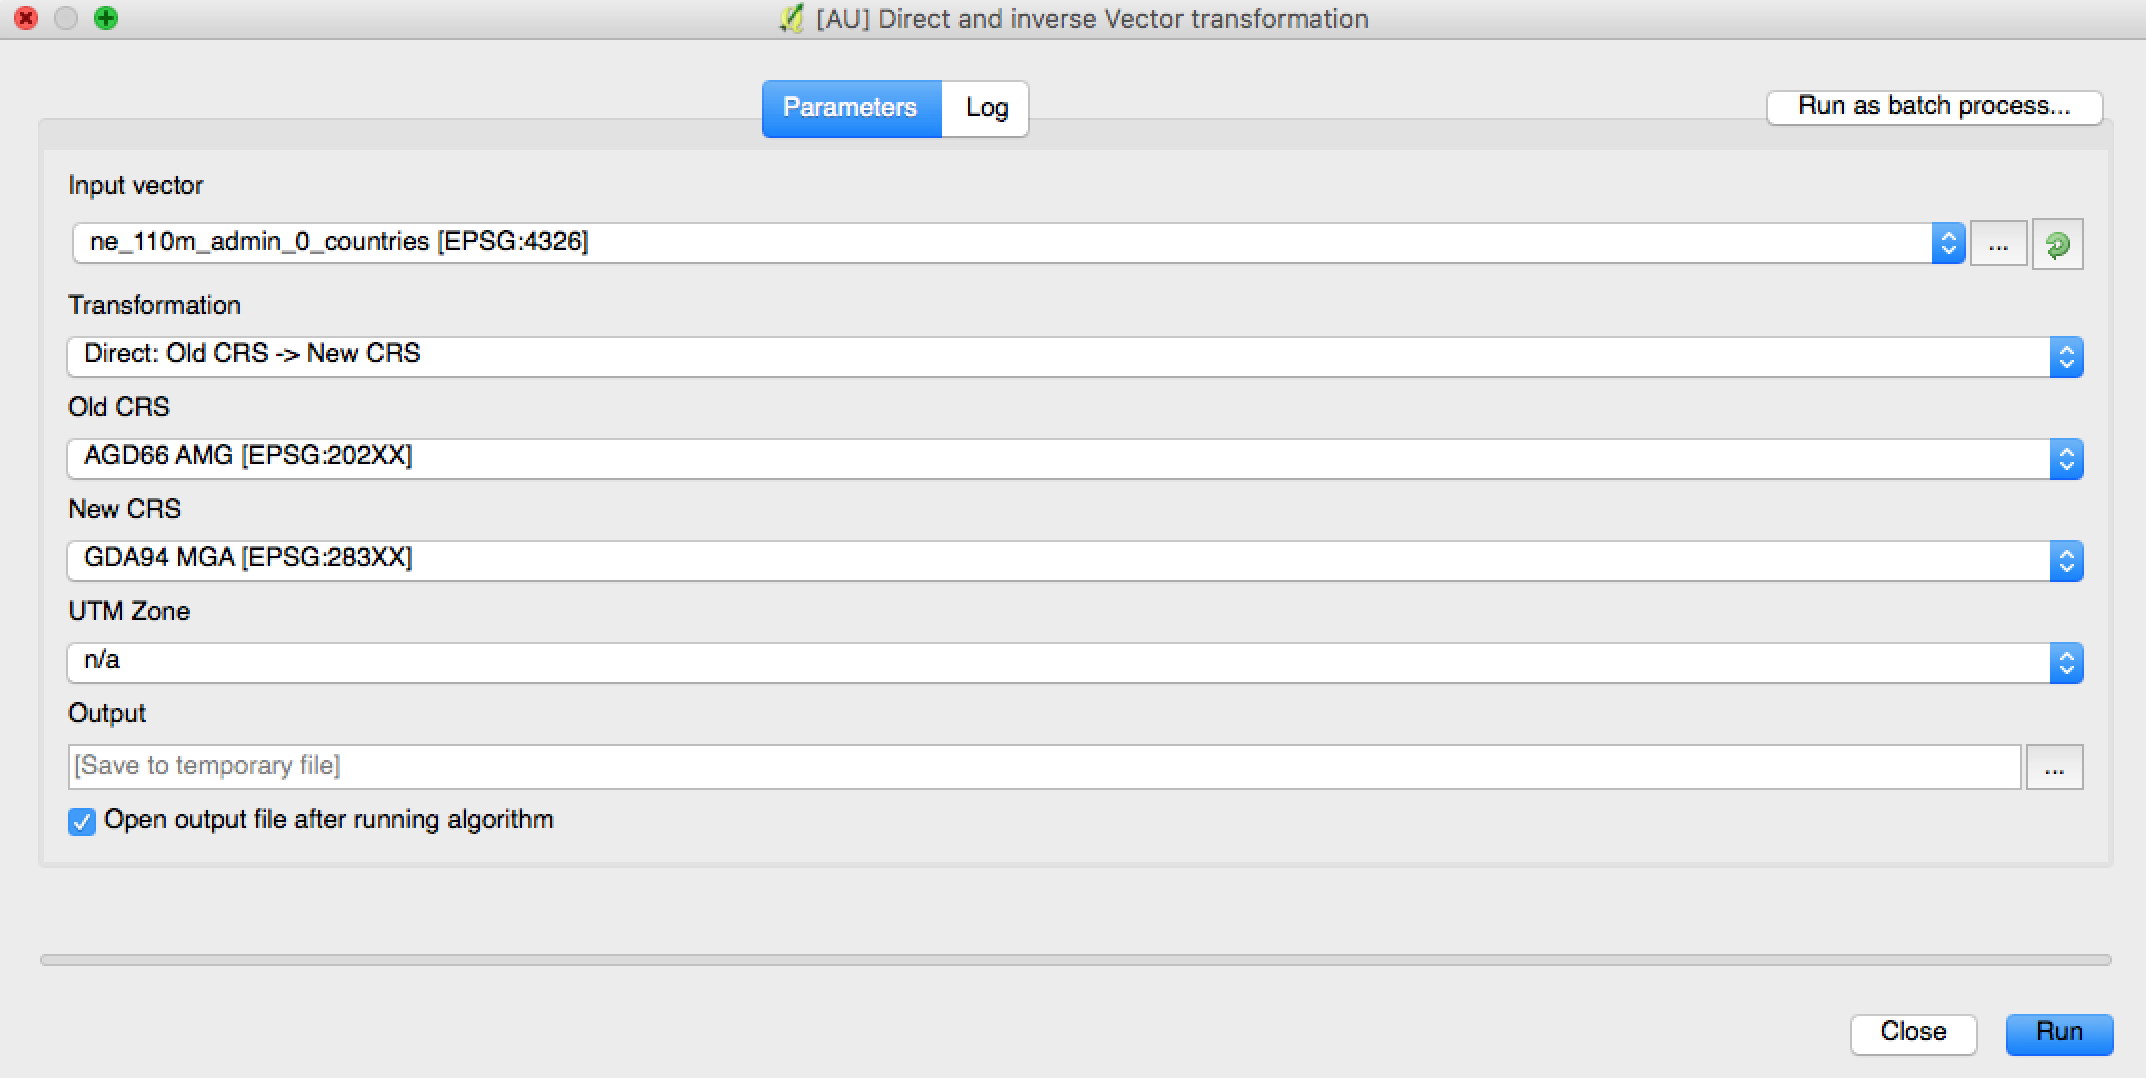 [AU] Direct and inverse Vector transformation
Parameters
Log
Run as batch process...
Input vector
ne_110m_admin_0_countries [EPSG:4326]
...
Transformation
Direct: Old CRS -> New CRS
Old CRS
AGD66 AMG [EPSG:202XX]
New CRS
GDA94 MGA [EPSG:283XX]
UTM Zone
n/a
Output
[Save to temporary file]
...
Open output file after running algorithm
Close
Run